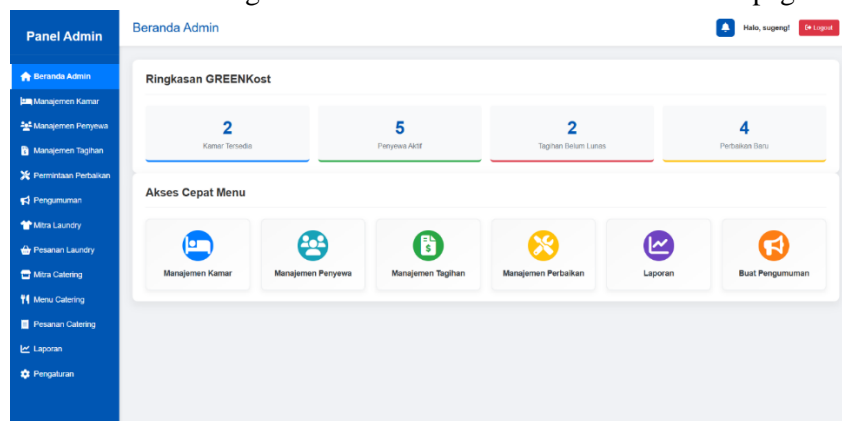 Panel Admin
Beranda Admin
Halo, sugeng!
Logout
Beranda Admin
Manajemen Kamar
Manajemen Penyewa
Manajemen Tagihan
Permintaan Perbaikan
Pengumuman
Mitra Laundry
Pesanan Laundry
Mitra Catering
Menu Catering
Pesanan Catering
Laporan
Pengaturan
Ringkasan GREENKost
2
Kamar Tersedia
5
Penyewa Aktif
2
Tagihan Belum Lunas
4
Perbaikan Baru
Akses Cepat Menu
Manajemen Kamar
Manajemen Penyewa
Manajemen Tagihan
Manajemen Perbaikan
Laporan
Buat Pengumuman